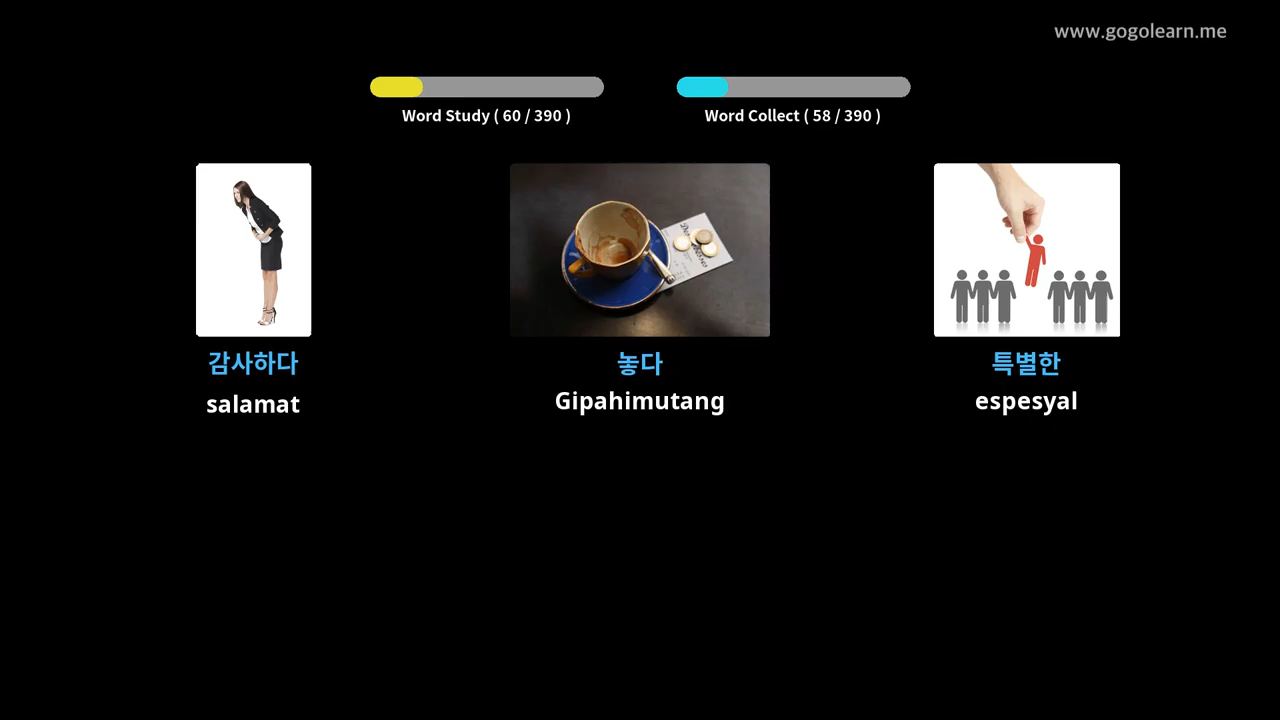 www.gogolearn.me
Word Study ( 60 / 390 )
Word Collect ( 58 / 390 )
감사하다
놓다
특별한
salamat
Gipahimutang
espesyal